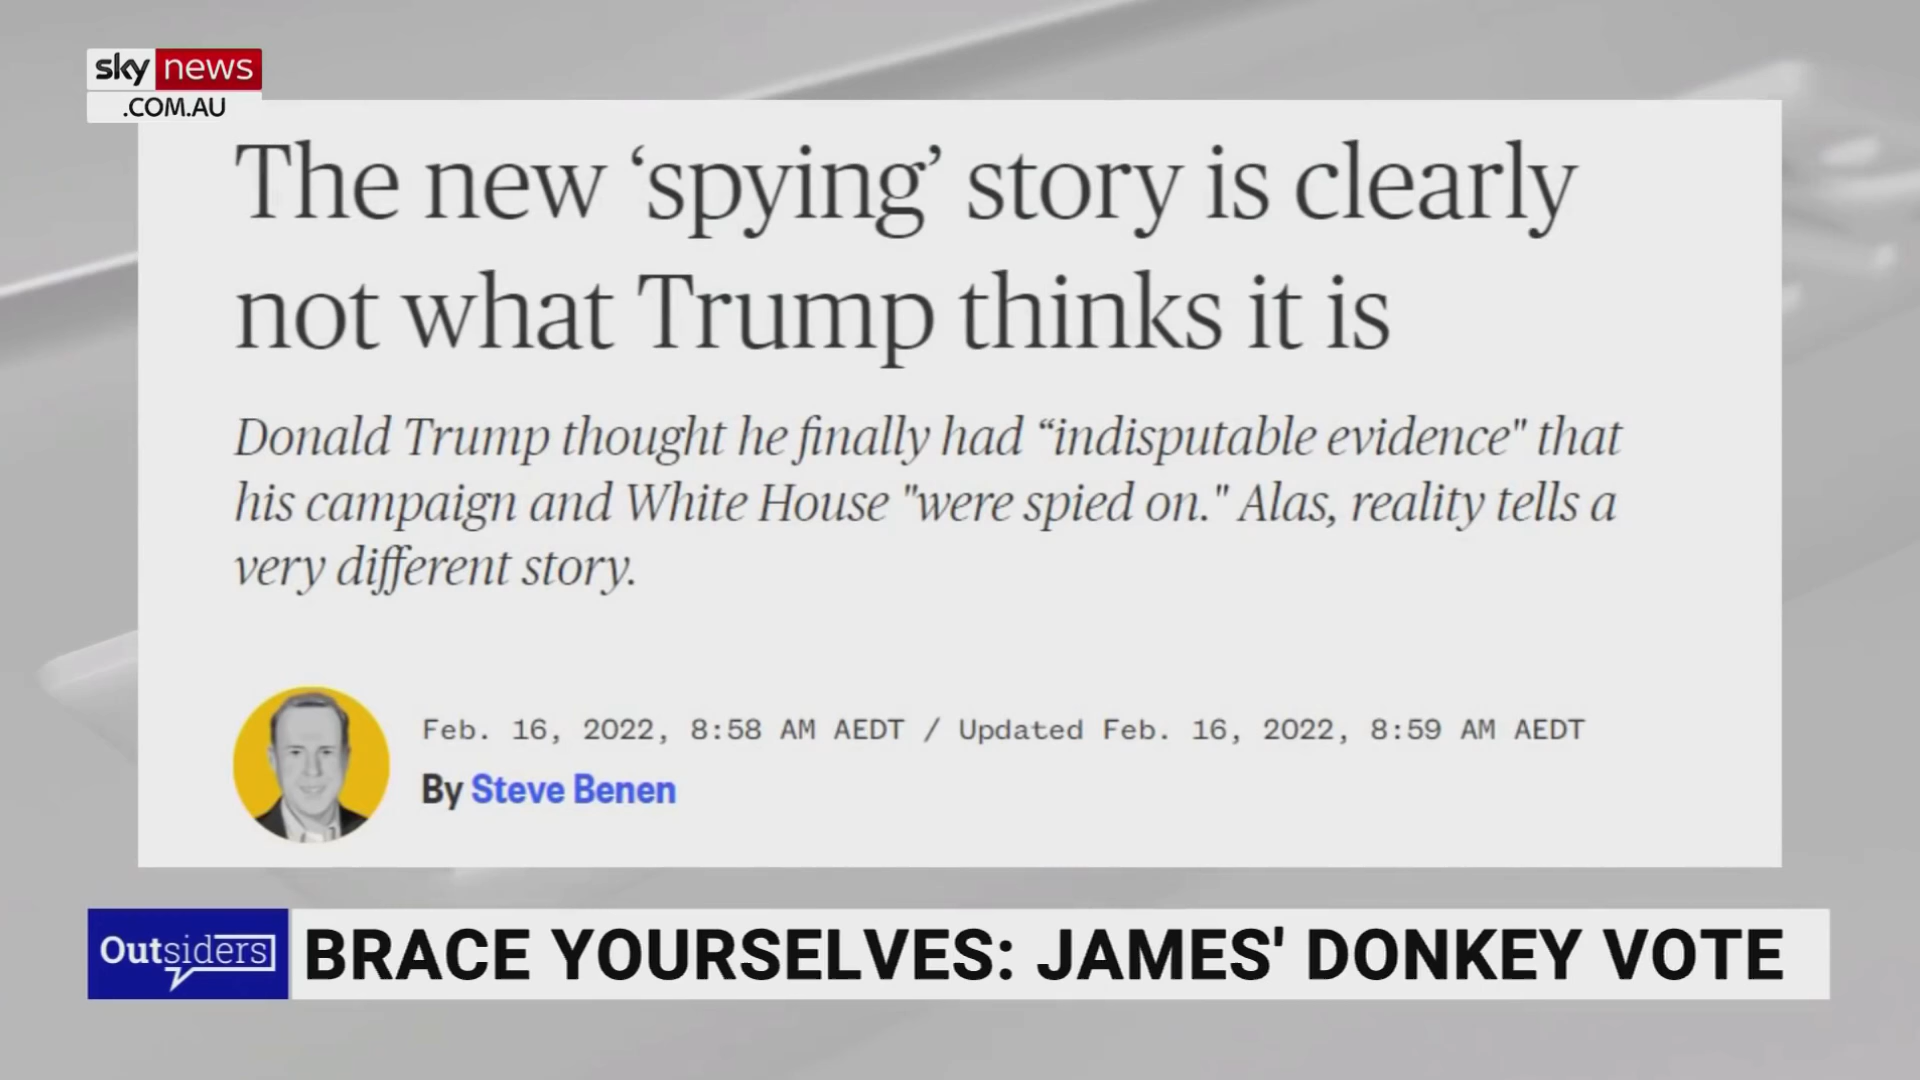 sky news
.COM.AU
The new ‘spying’ story is clearly
not what Trump thinks it is
Donald Trump thought he finally had “indisputable evidence" that
his campaign and White House "were spied on." Alas, reality tells a
very different story.
Feb. 16, 2022, 8:58 AM AEDT / Updated Feb. 16, 2022, 8:59 AM AEDT
By Steve Benen
Outsiders
BRACE YOURSELVES: JAMES' DONKEY VOTE